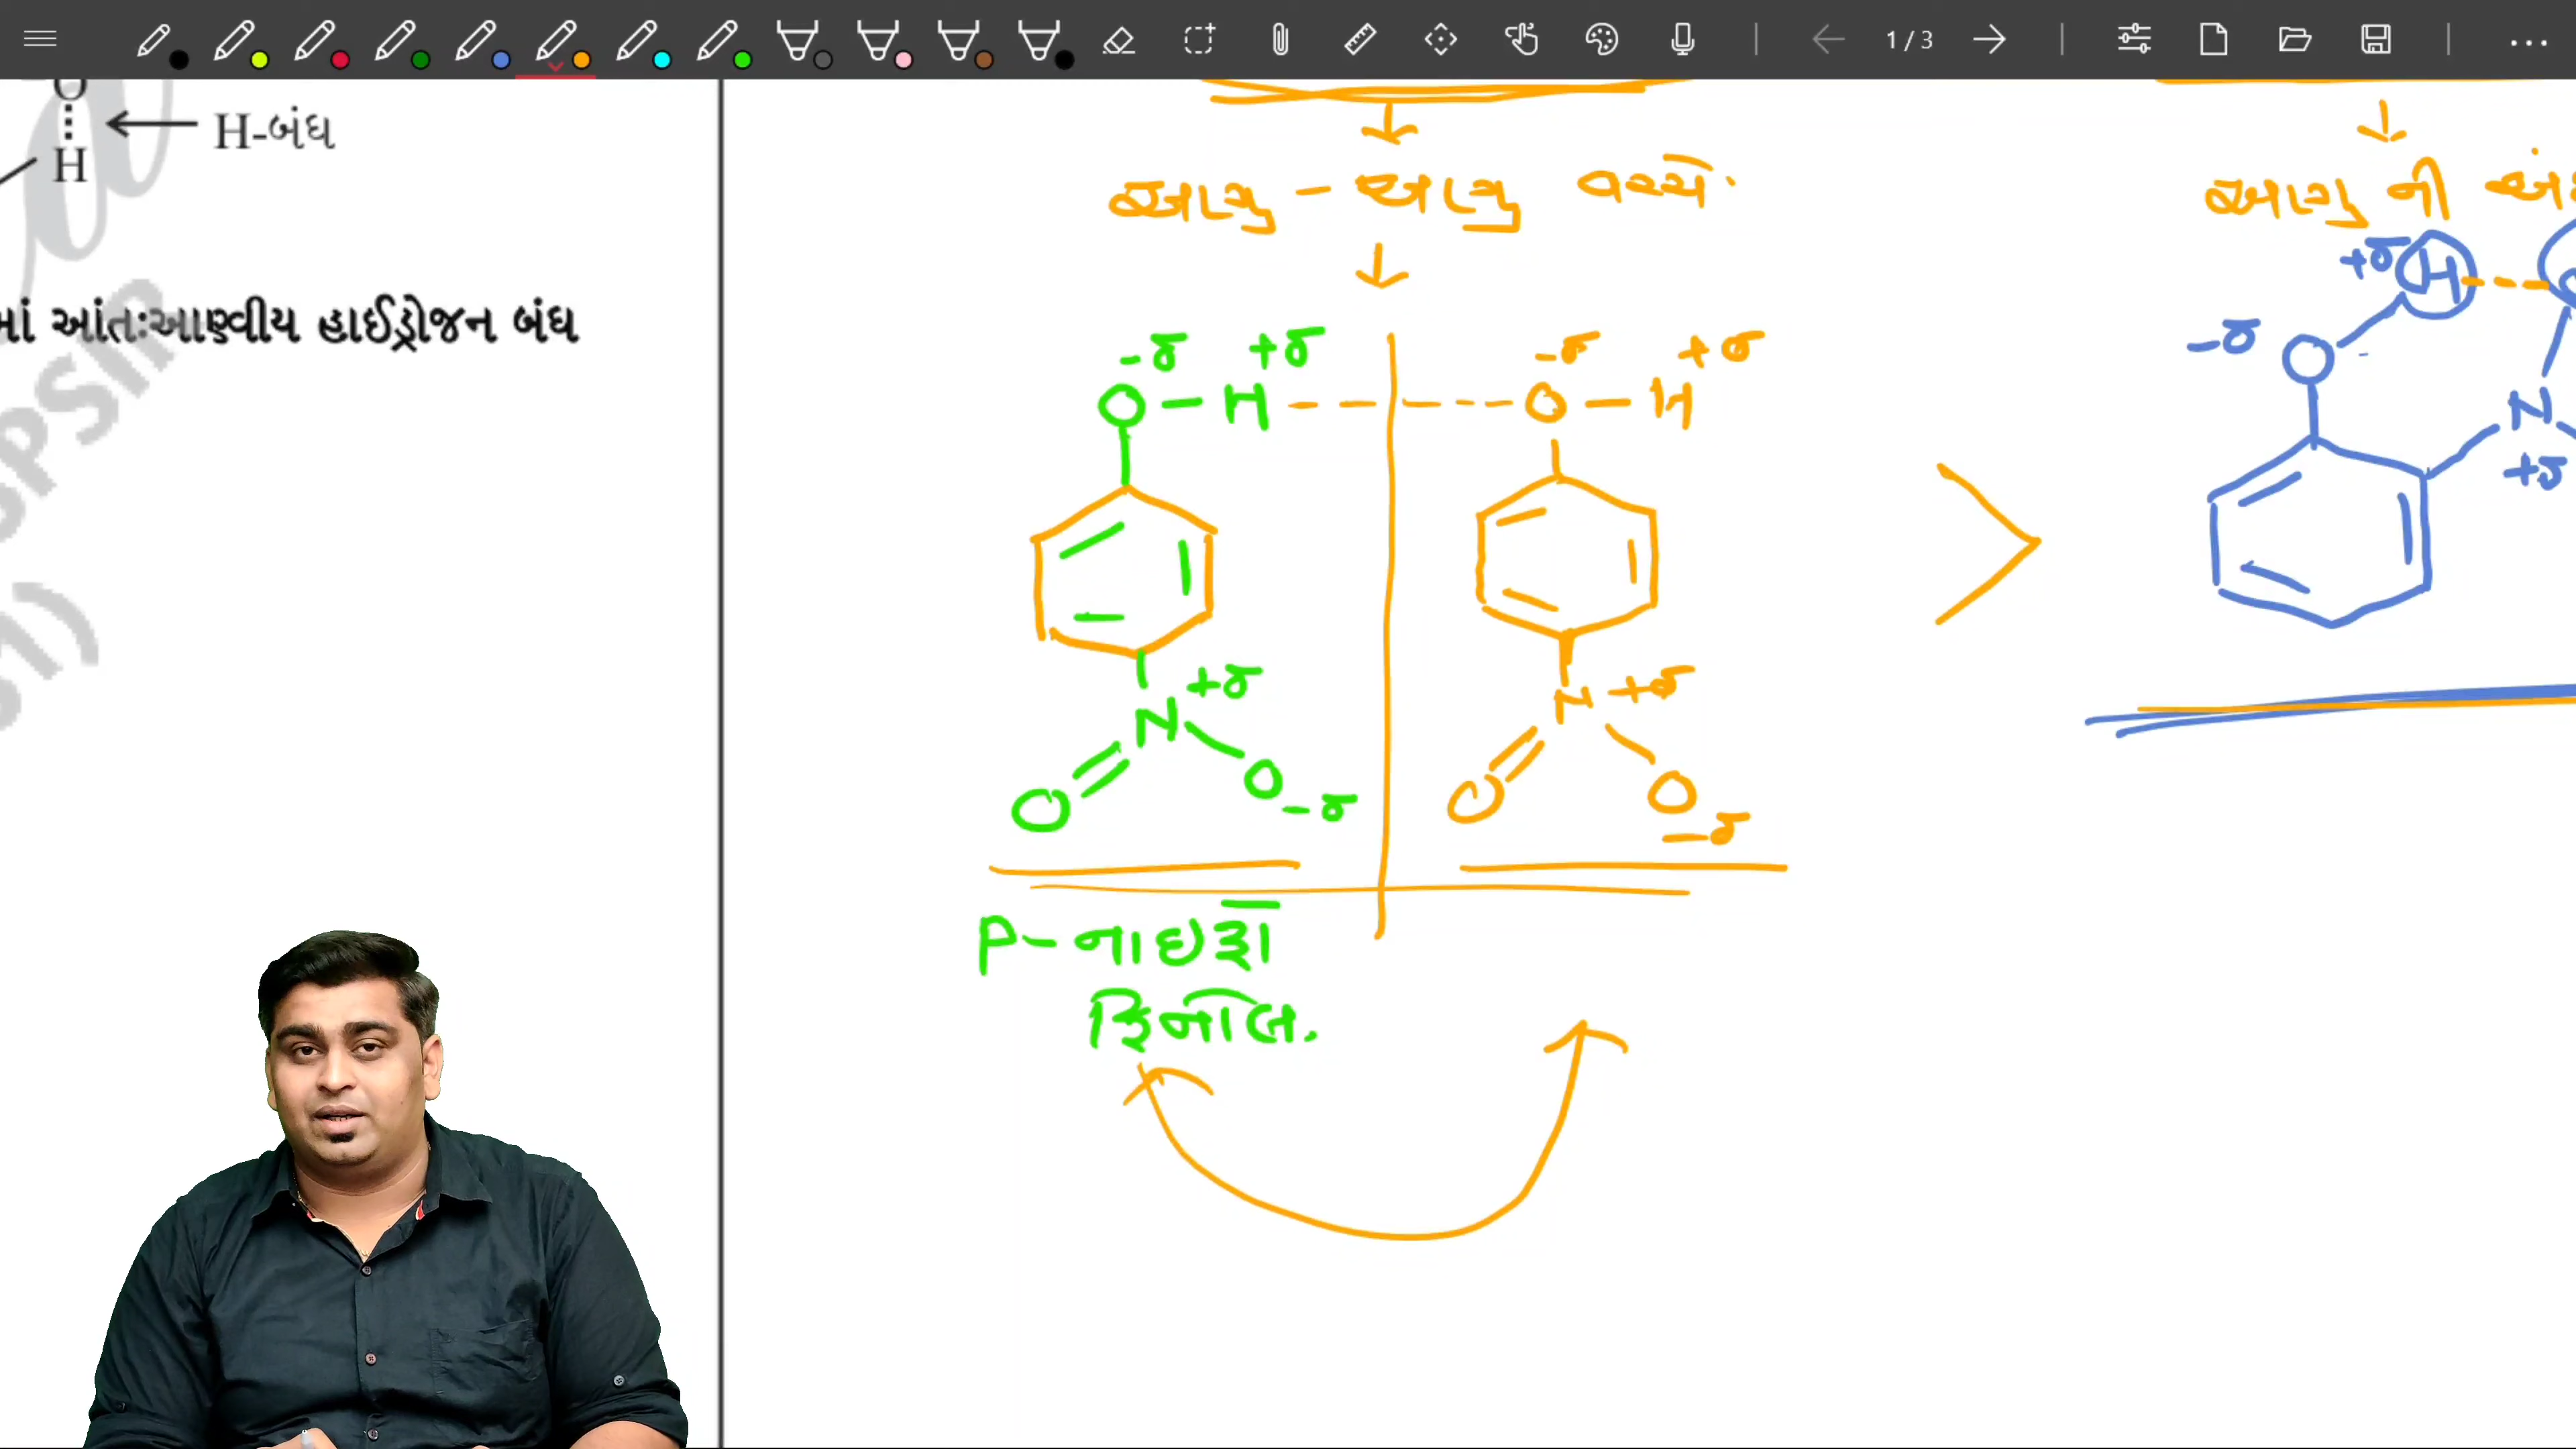 1 / 3
O
H-બંધ
H
માં આંતઃઆણ્વીય હાઈડ્રોજન બંધ
અણુ - અણુ વચ્ચે
અણુ ની
-δ +δ
O - H
-δ +δ
O - H
N +δ
O O -δ
N +δ
O O -δ
P- નાઇટ્રો
ફિનોલ.
+δ H
-δ O
N
+δ